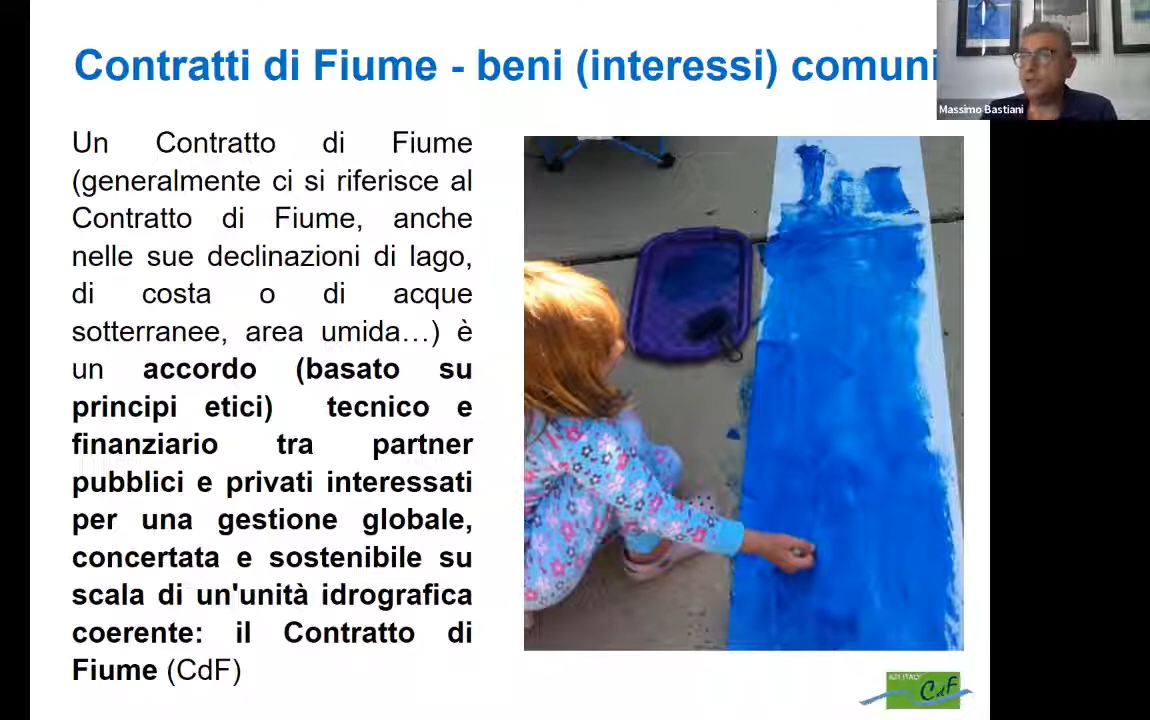 Contratti di Fiume - beni (interessi) comuni
Massimo Bastiani
Un Contratto di Fiume
(generalmente ci si riferisce al
Contratto di Fiume, anche
nelle sue declinazioni di lago,
di costa o di acque
sotterranee, area umida…) è
un accordo (basato su
principi etici) tecnico e
finanziario tra partner
pubblici e privati interessati
per una gestione globale,
concertata e sostenibile su
scala di un'unità idrografica
coerente: il Contratto di
Fiume (CdF)
CdF